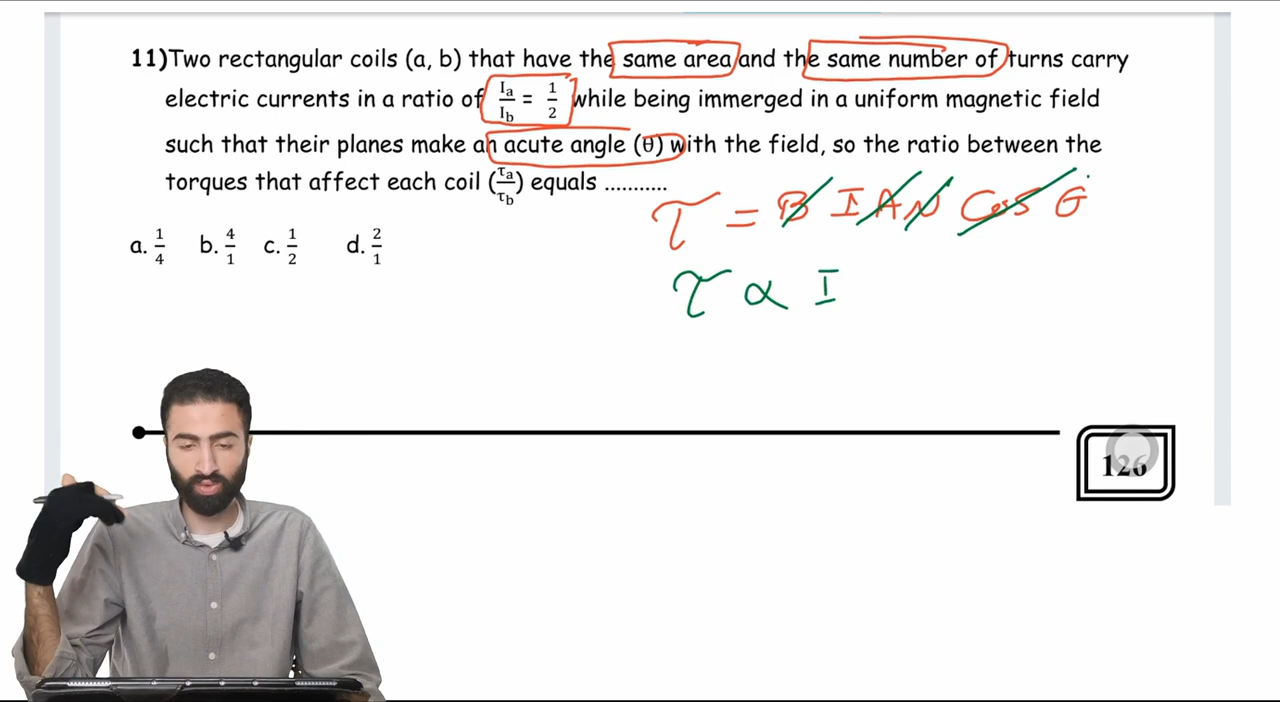 11)Two rectangular coils (a, b) that have the same area and the same number of turns carry
electric currents in a ratio of Ia/Ib = 1/2 while being immerged in a uniform magnetic field
such that their planes make an acute angle (θ) with the field, so the ratio between the
torques that affect each coil (τa/τb) equals ...........
τ = B I A N Cos θ
a. 1/4 b. 4/1 c. 1/2 d. 2/1
τ ∝ I
126